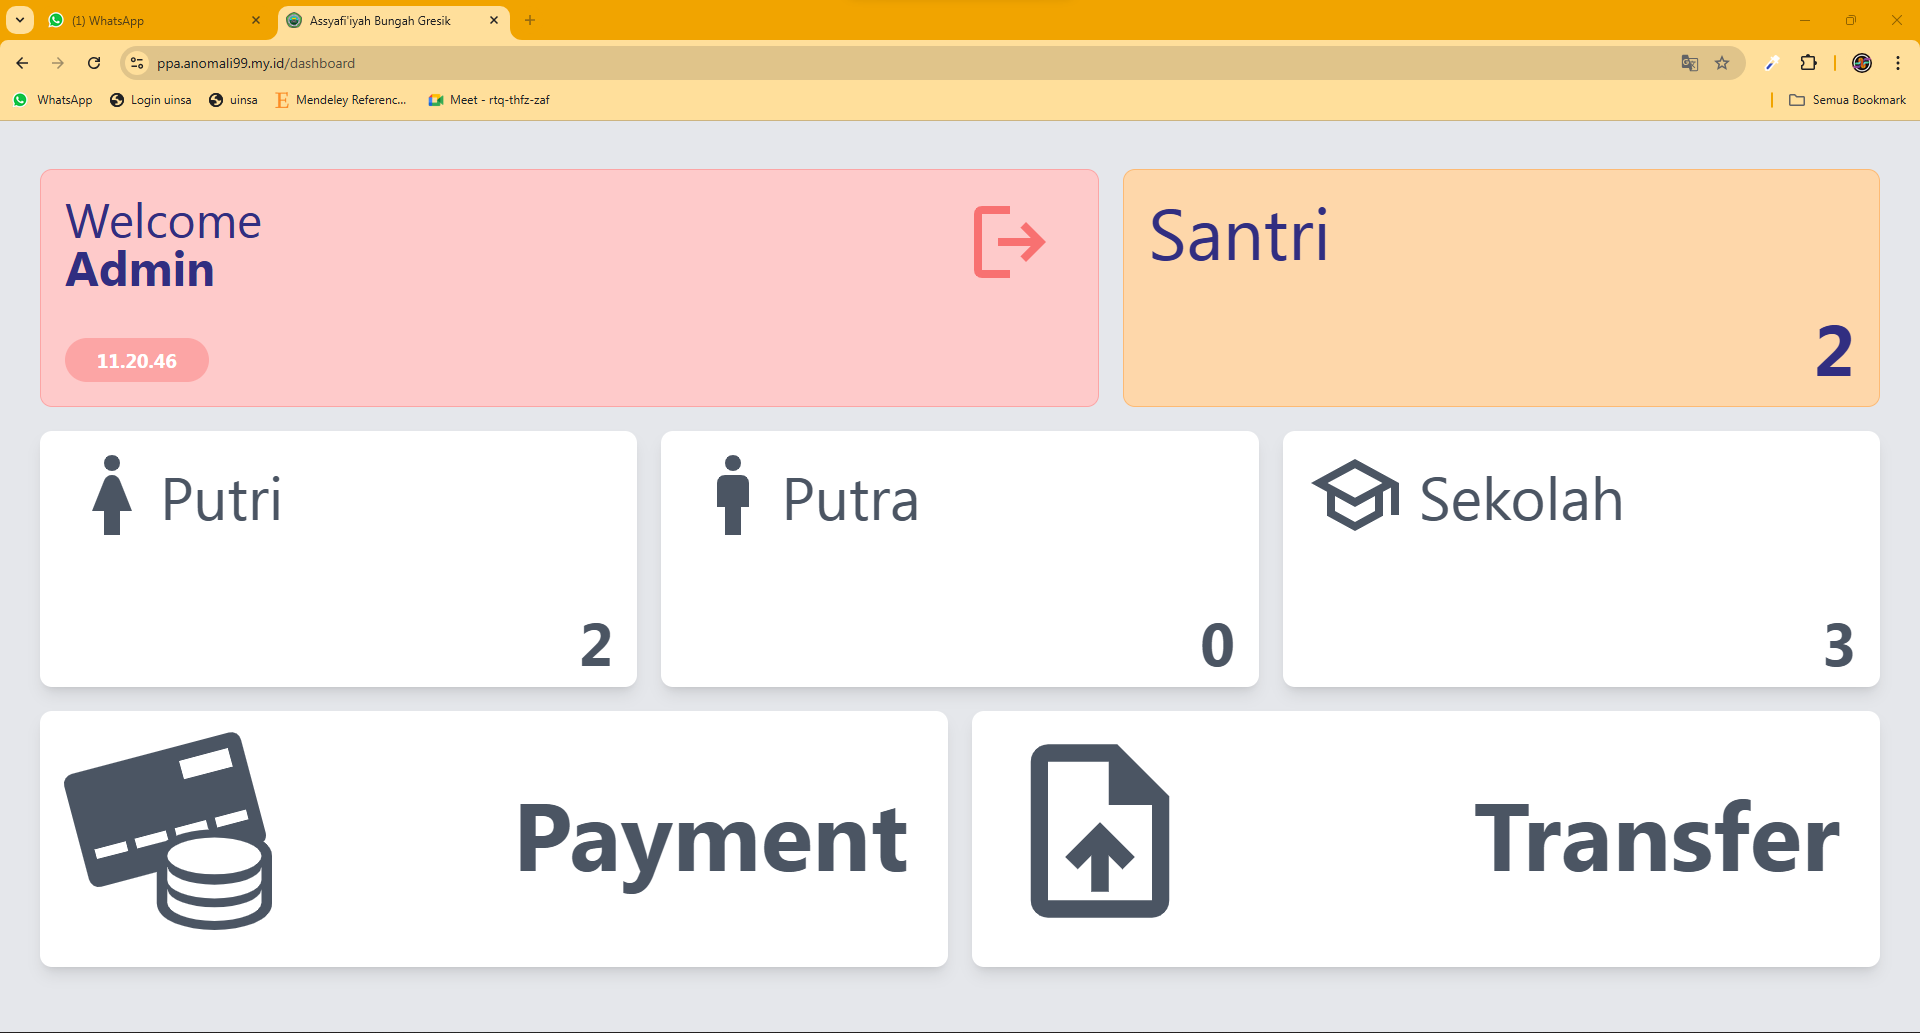 (1) WhatsApp
Assyafi'iyah Bungah Gresik
ppa.anomali99.my.id/dashboard
WhatsApp
Login uinsa
uinsa
E
Mendeley Referenc...
Meet - rtq-thfz-zaf
Semua Bookmark
Welcome
Admin
11.20.46
Santri
2
Putri
2
Putra
0
Sekolah
3
Payment
Transfer